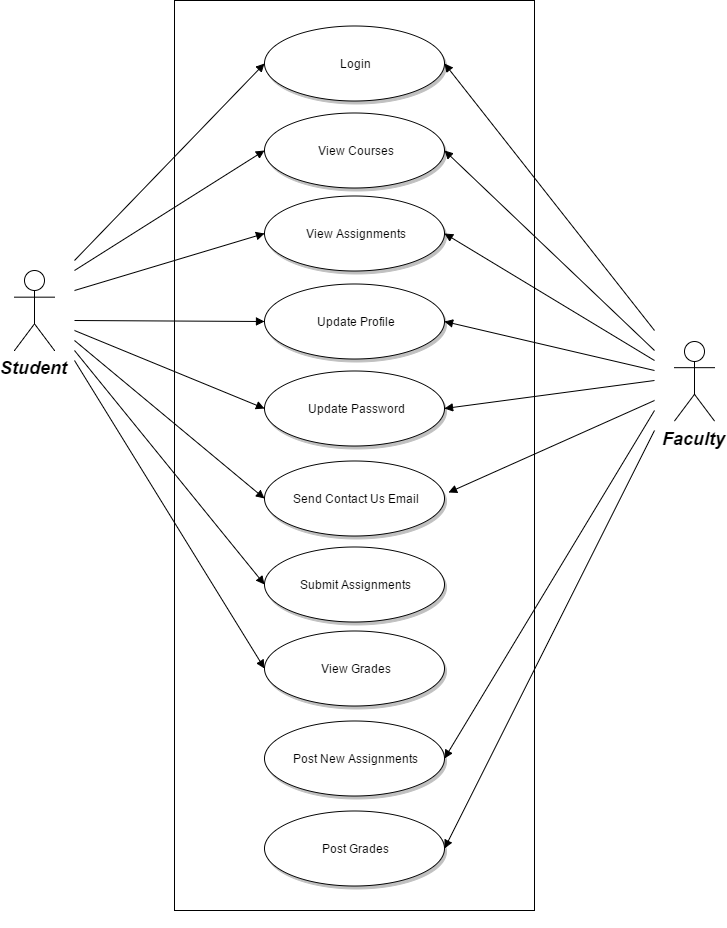 Login
View Courses
View Assignments
Update Profile
Student
Update Password
Faculty
Send Contact Us Email
Submit Assignments
View Grades
Post New Assignments
Post Grades